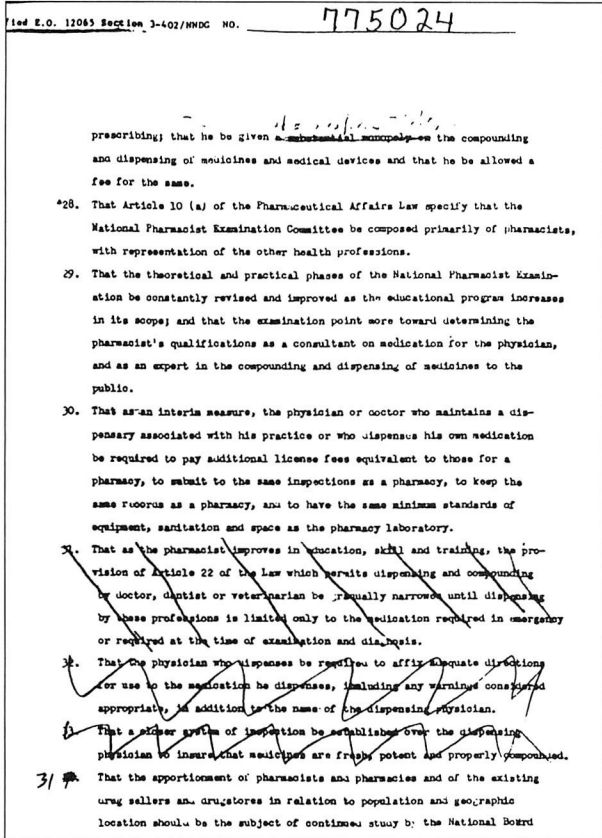 fied E.O. 12065 Section 3-402/NNDG NO. 775024
prescribing; that he be given a substantial monopoly on the compounding
and dispensing of medicines and medical devices and that he be allowed a
fee for the same.
*28. That Article 10 (a) of the Pharmaceutical Affairs Law specify that the
National Pharmacist Examination Committee be composed primarily of pharmacists,
with representation of the other health professions.
29. That the theoretical and practical phases of the National Pharmacist Examin-
ation be constantly revised and improved as the educational program increases
in its scope; and that the examination point more toward determining the
pharmacist's qualifications as a consultant on medication for the physician,
and as an expert in the compounding and dispensing of medicines to the
public.
30. That as an interim measure, the physician or doctor who maintains a dis-
pensary associated with his practice or who dispenses his own medication
be required to pay additional license fees equivalent to those for a
pharmacy, to submit to the same inspections as a pharmacy, to keep the
same records as a pharmacy, and to have the same minimum standards of
equipment, sanitation and space as the pharmacy laboratory.
That as the pharmacist improves in education, skill and training, the pro-
vision of Article 22 of the Law which permits dispensing and compounding
by doctor, dentist or veterinarian be gradually narrowed until dispensing
by these professions is limited only to the medication required in emergency
or required at the time of examination and diagnosis.
That the physician who dispenses be required to affix adequate directions
for use to the medication he dispenses, including any warnings considered
appropriate, in addition to the name of the dispensing physician.
That a closer system of inspection be established over the dispensing
physician to insure that medicines are fresh, potent and properly compounded.
31 That the apportionment of pharmacists and pharmacies and of the existing
drug sellers and drugstores in relation to population and geographic
location should be the subject of continued study by the National Board